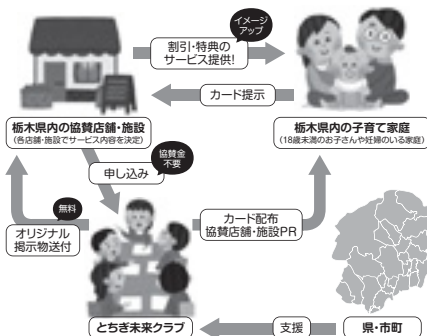 イメージ
アップ
割引・特典の
サービス提供!
カード提示
栃木県内の協賛店舗・施設
(各店舗・施設でサービス内容を決定)
栃木県内の子育て家庭
(18歳未満のお子さんや妊婦のいる家庭)
協賛金
不要
申し込み
無料
オリジナル
掲示物送付
カード配布
協賛店舗・施設PR
とちぎ未来クラブ
支援
県・市町